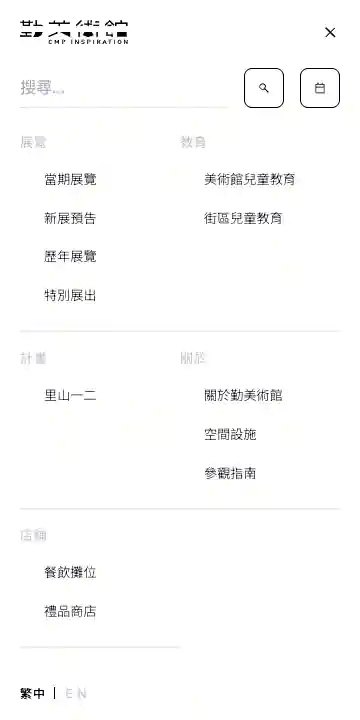 勤美術館
CMP INSPIRATION
搜尋...
展覽
當期展覽
新展預告
歷年展覽
特別展出
教育
美術館兒童教育
街區兒童教育
計畫
里山一二
關於
關於勤美術館
空間設施
參觀指南
店鋪
餐飲攤位
禮品商店
繁中 | EN